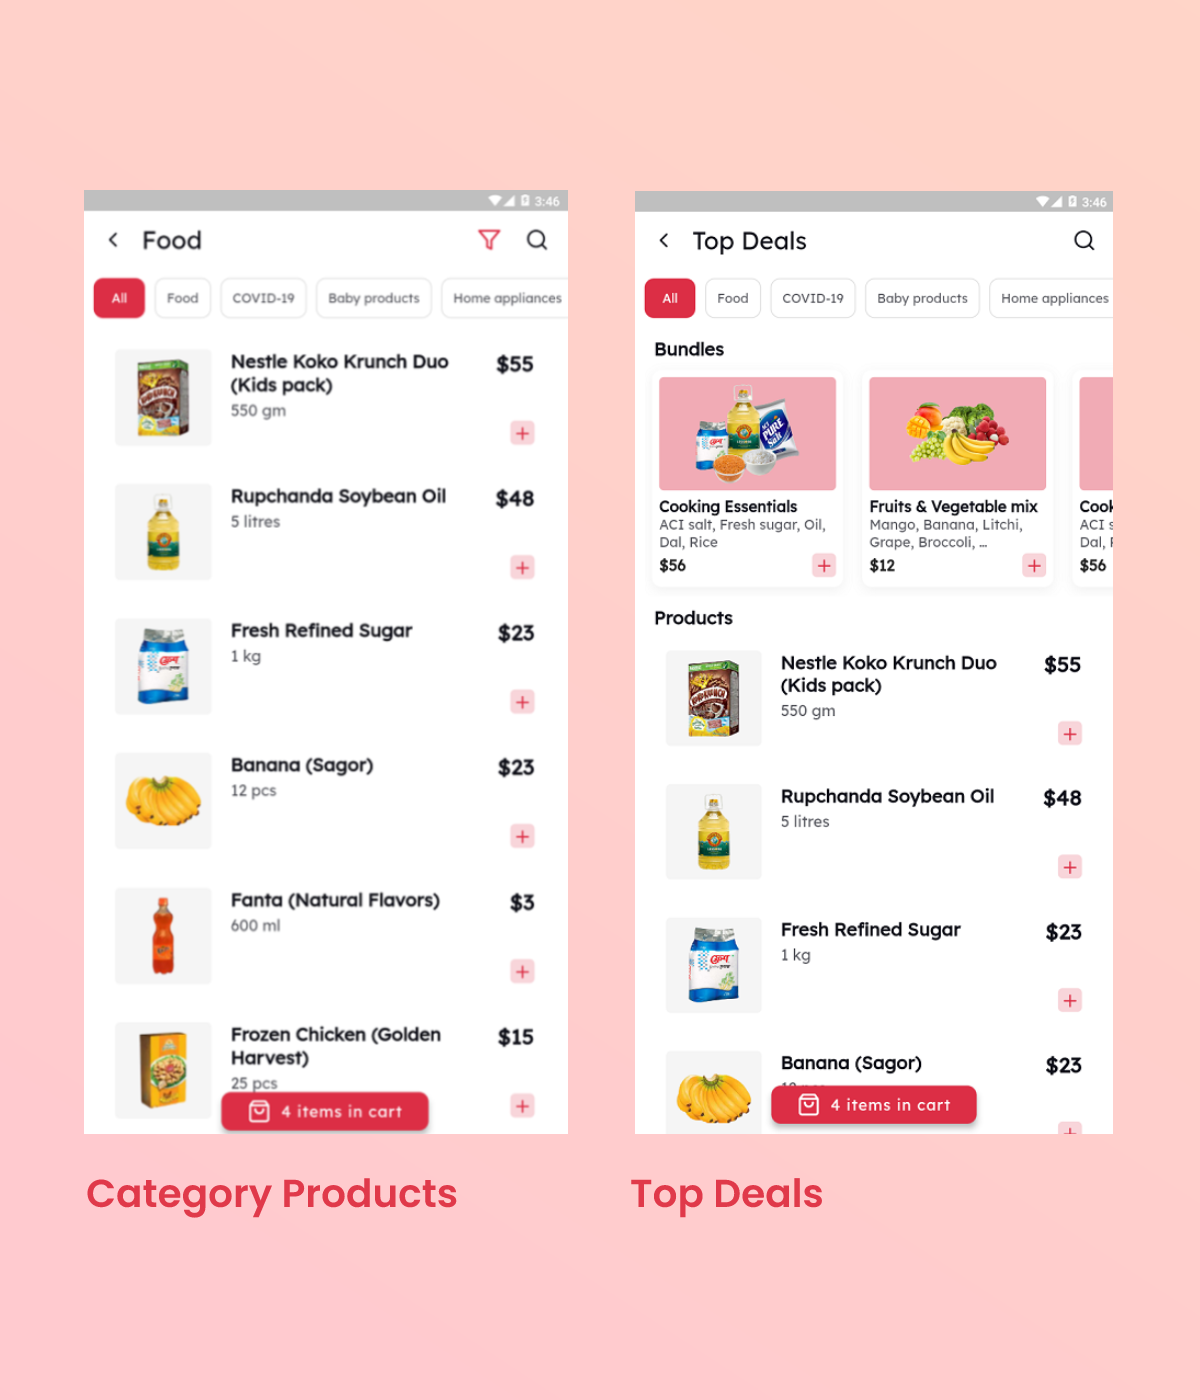 3:46
Food
All
Food
COVID-19
Baby products
Home appliances
Nestle Koko Krunch Duo
(Kids pack)
$55
550 gm
Rupchanda Soybean Oil
$48
5 litres
Fresh Refined Sugar
$23
1 kg
Banana (Sagor)
$23
12 pcs
Fanta (Natural Flavors)
$3
600 ml
Frozen Chicken (Golden
Harvest)
$15
25 pcs
4 items in cart
Category Products
3:46
Top Deals
All
Food
COVID-19
Baby products
Home appliances
Bundles
ACI
PURE
Salt
Cooking Essentials
ACI salt, Fresh sugar, Oil,
Dal, Rice
$56
Fruits & Vegetable mix
Mango, Banana, Litchi,
Grape, Broccoli, ...
$12
Cook
ACI s
Dal,
$56
Products
Nestle Koko Krunch Duo
(Kids pack)
$55
550 gm
Rupchanda Soybean Oil
$48
5 litres
Fresh Refined Sugar
$23
1 kg
Banana (Sagor)
$23
4 items in cart
Top Deals